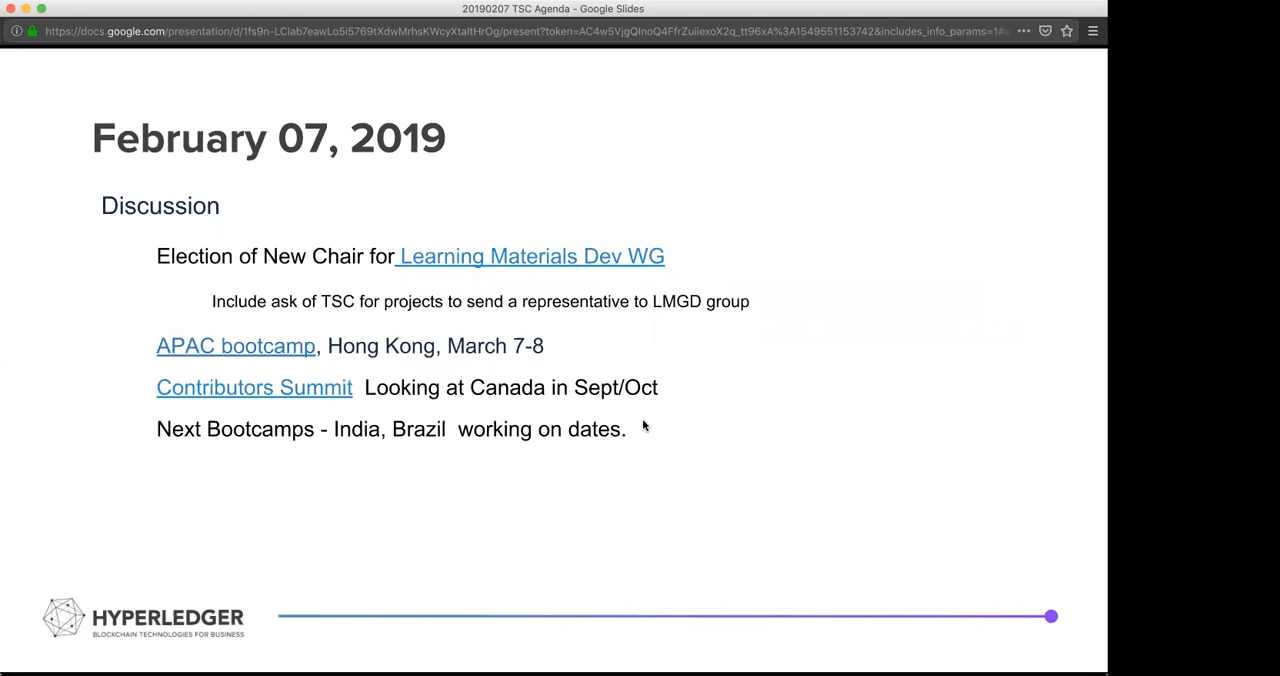 20190207 TSC Agenda - Google Slides
February 07, 2019
Discussion
Election of New Chair for Learning Materials Dev WG
Include ask of TSC for projects to send a representative to LMGD group
APAC bootcamp, Hong Kong, March 7-8
Contributors Summit Looking at Canada in Sept/Oct
Next Bootcamps - India, Brazil working on dates.
HYPERLEDGER
BLOCKCHAIN TECHNOLOGIES FOR BUSINESS